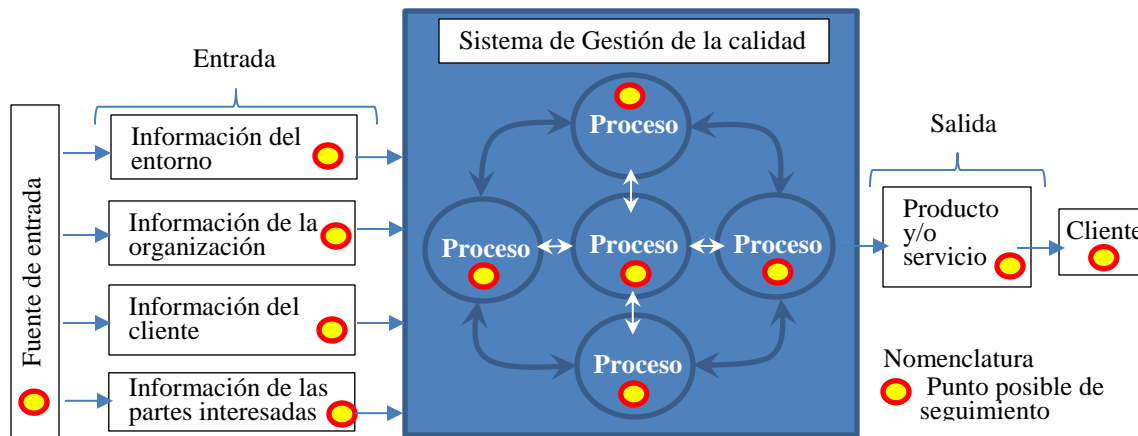 Fuente de entrada
Entrada
Información del
entorno
Información de la
organización
Información del
cliente
Información de las
partes interesadas
Sistema de Gestión de la calidad
Proceso
Proceso
Proceso
Proceso
Proceso
Salida
Producto
y/o
servicio
Cliente
Nomenclatura
Punto posible de
seguimiento